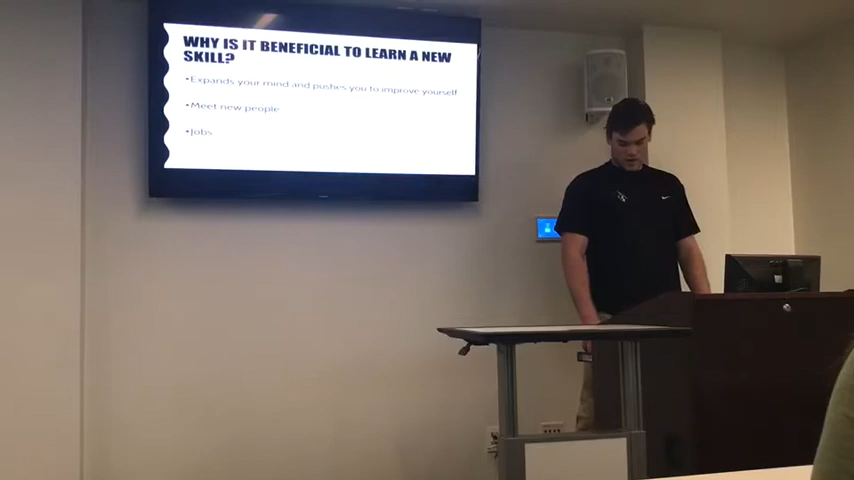 WHY IS IT BENEFICIAL TO LEARN A NEW
SKILL?
•Expands your mind and pushes you to improve yourself
•Meet new people
•Jobs